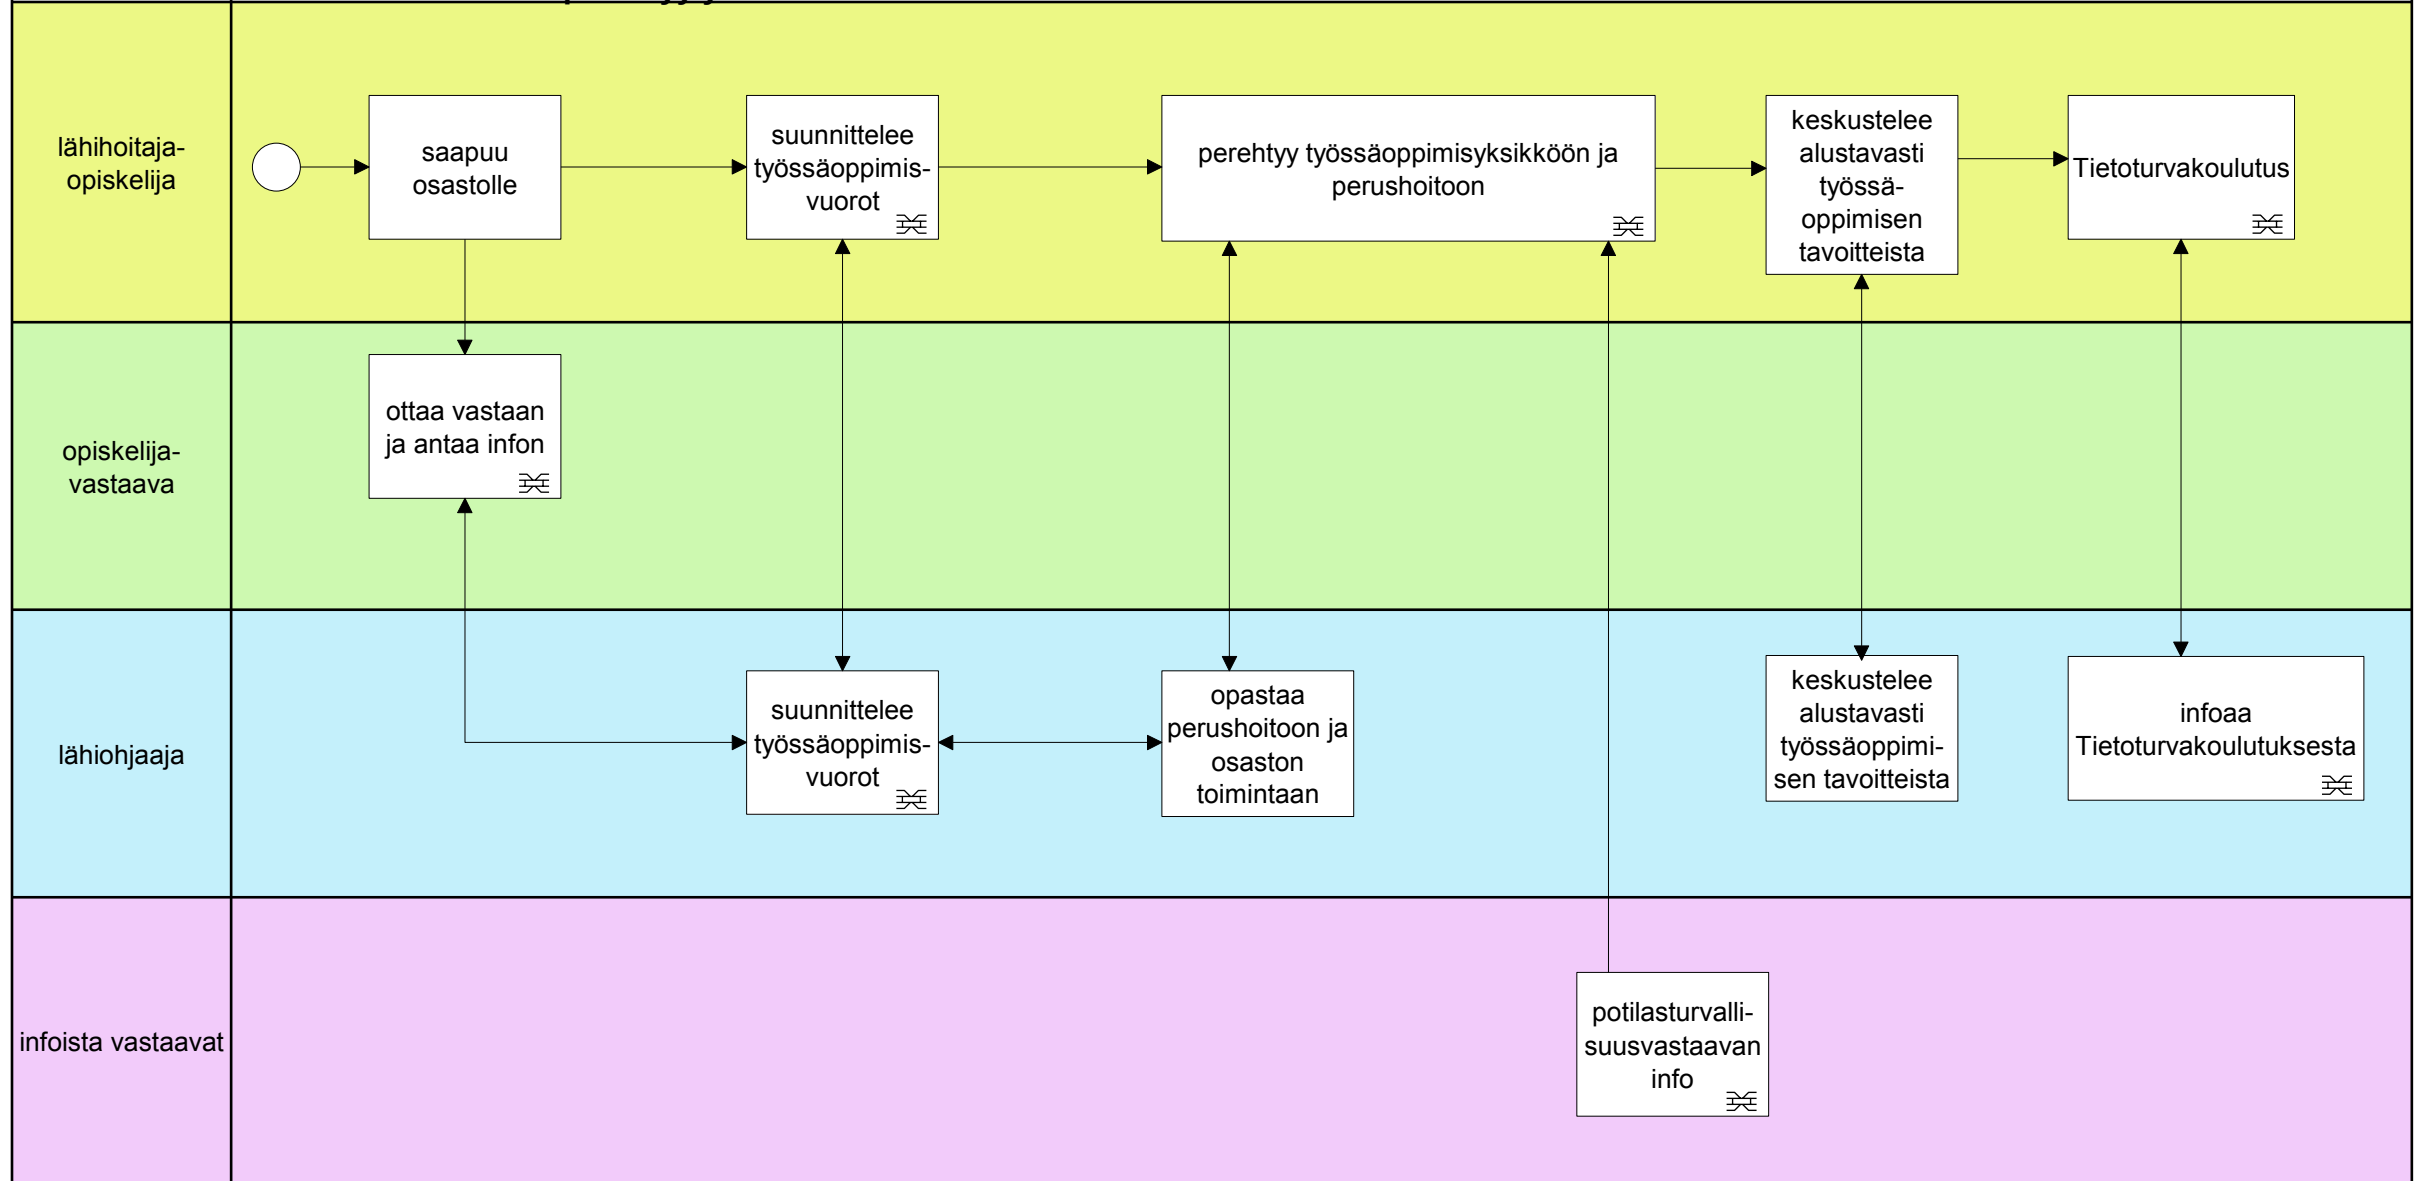 lähihoitaja-
opiskelija
saapuu
osastolle
suunnittelee
työssäoppimis-
vuorot
perehtyy työssäoppimisyksikköön ja
perushoitoon
keskustelee
alustavasti
työssä-
oppimisen
tavoitteista
Tietoturvakoulutus
opiskelija-
vastaava
ottaa vastaan
ja antaa infon
lähiohjaaja
suunnittelee
työssäoppimis-
vuorot
opastaa
perushoitoon ja
osaston
toimintaan
keskustelee
alustavasti
työssäoppimi-
sen tavoitteista
infoaa
Tietoturvakoulutuksesta
infoista vastaavat
potilasturvalli-
suusvastaavan
info